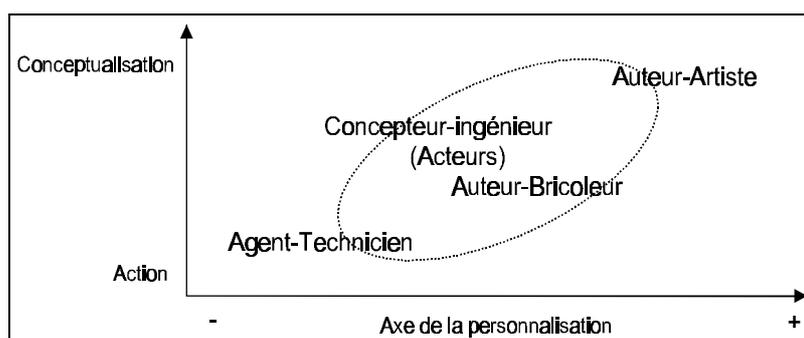 Conceptualisation
Auteur-Artiste
Concepteur-ingénieur
(Acteurs)
Auteur-Bricoleur
Agent-Technicien
Action
- Axe de la personnalisation +